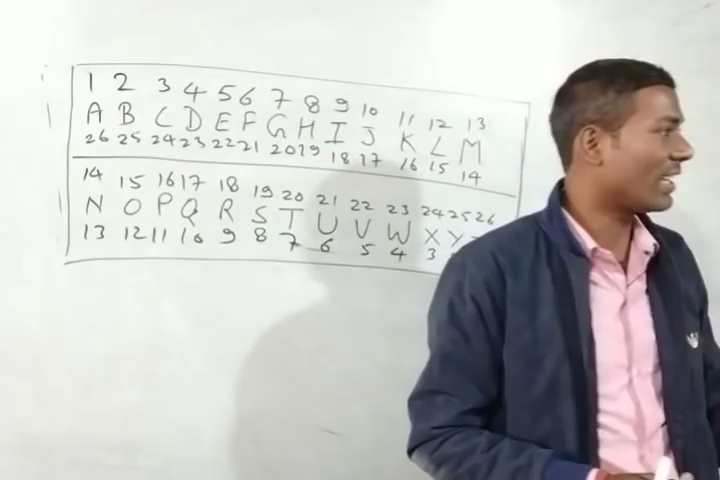 1 2 3 4 5 6 7 8 9 10 11 12 13
A B C D E F G H I J K L M
26 25 24 23 22 21 20 19 18 17 16 15 14
14 15 16 17 18 19 20 21 22 23 24 25 26
N O P Q R S T U V W X Y
13 12 11 10 9 8 7 6 5 4 3